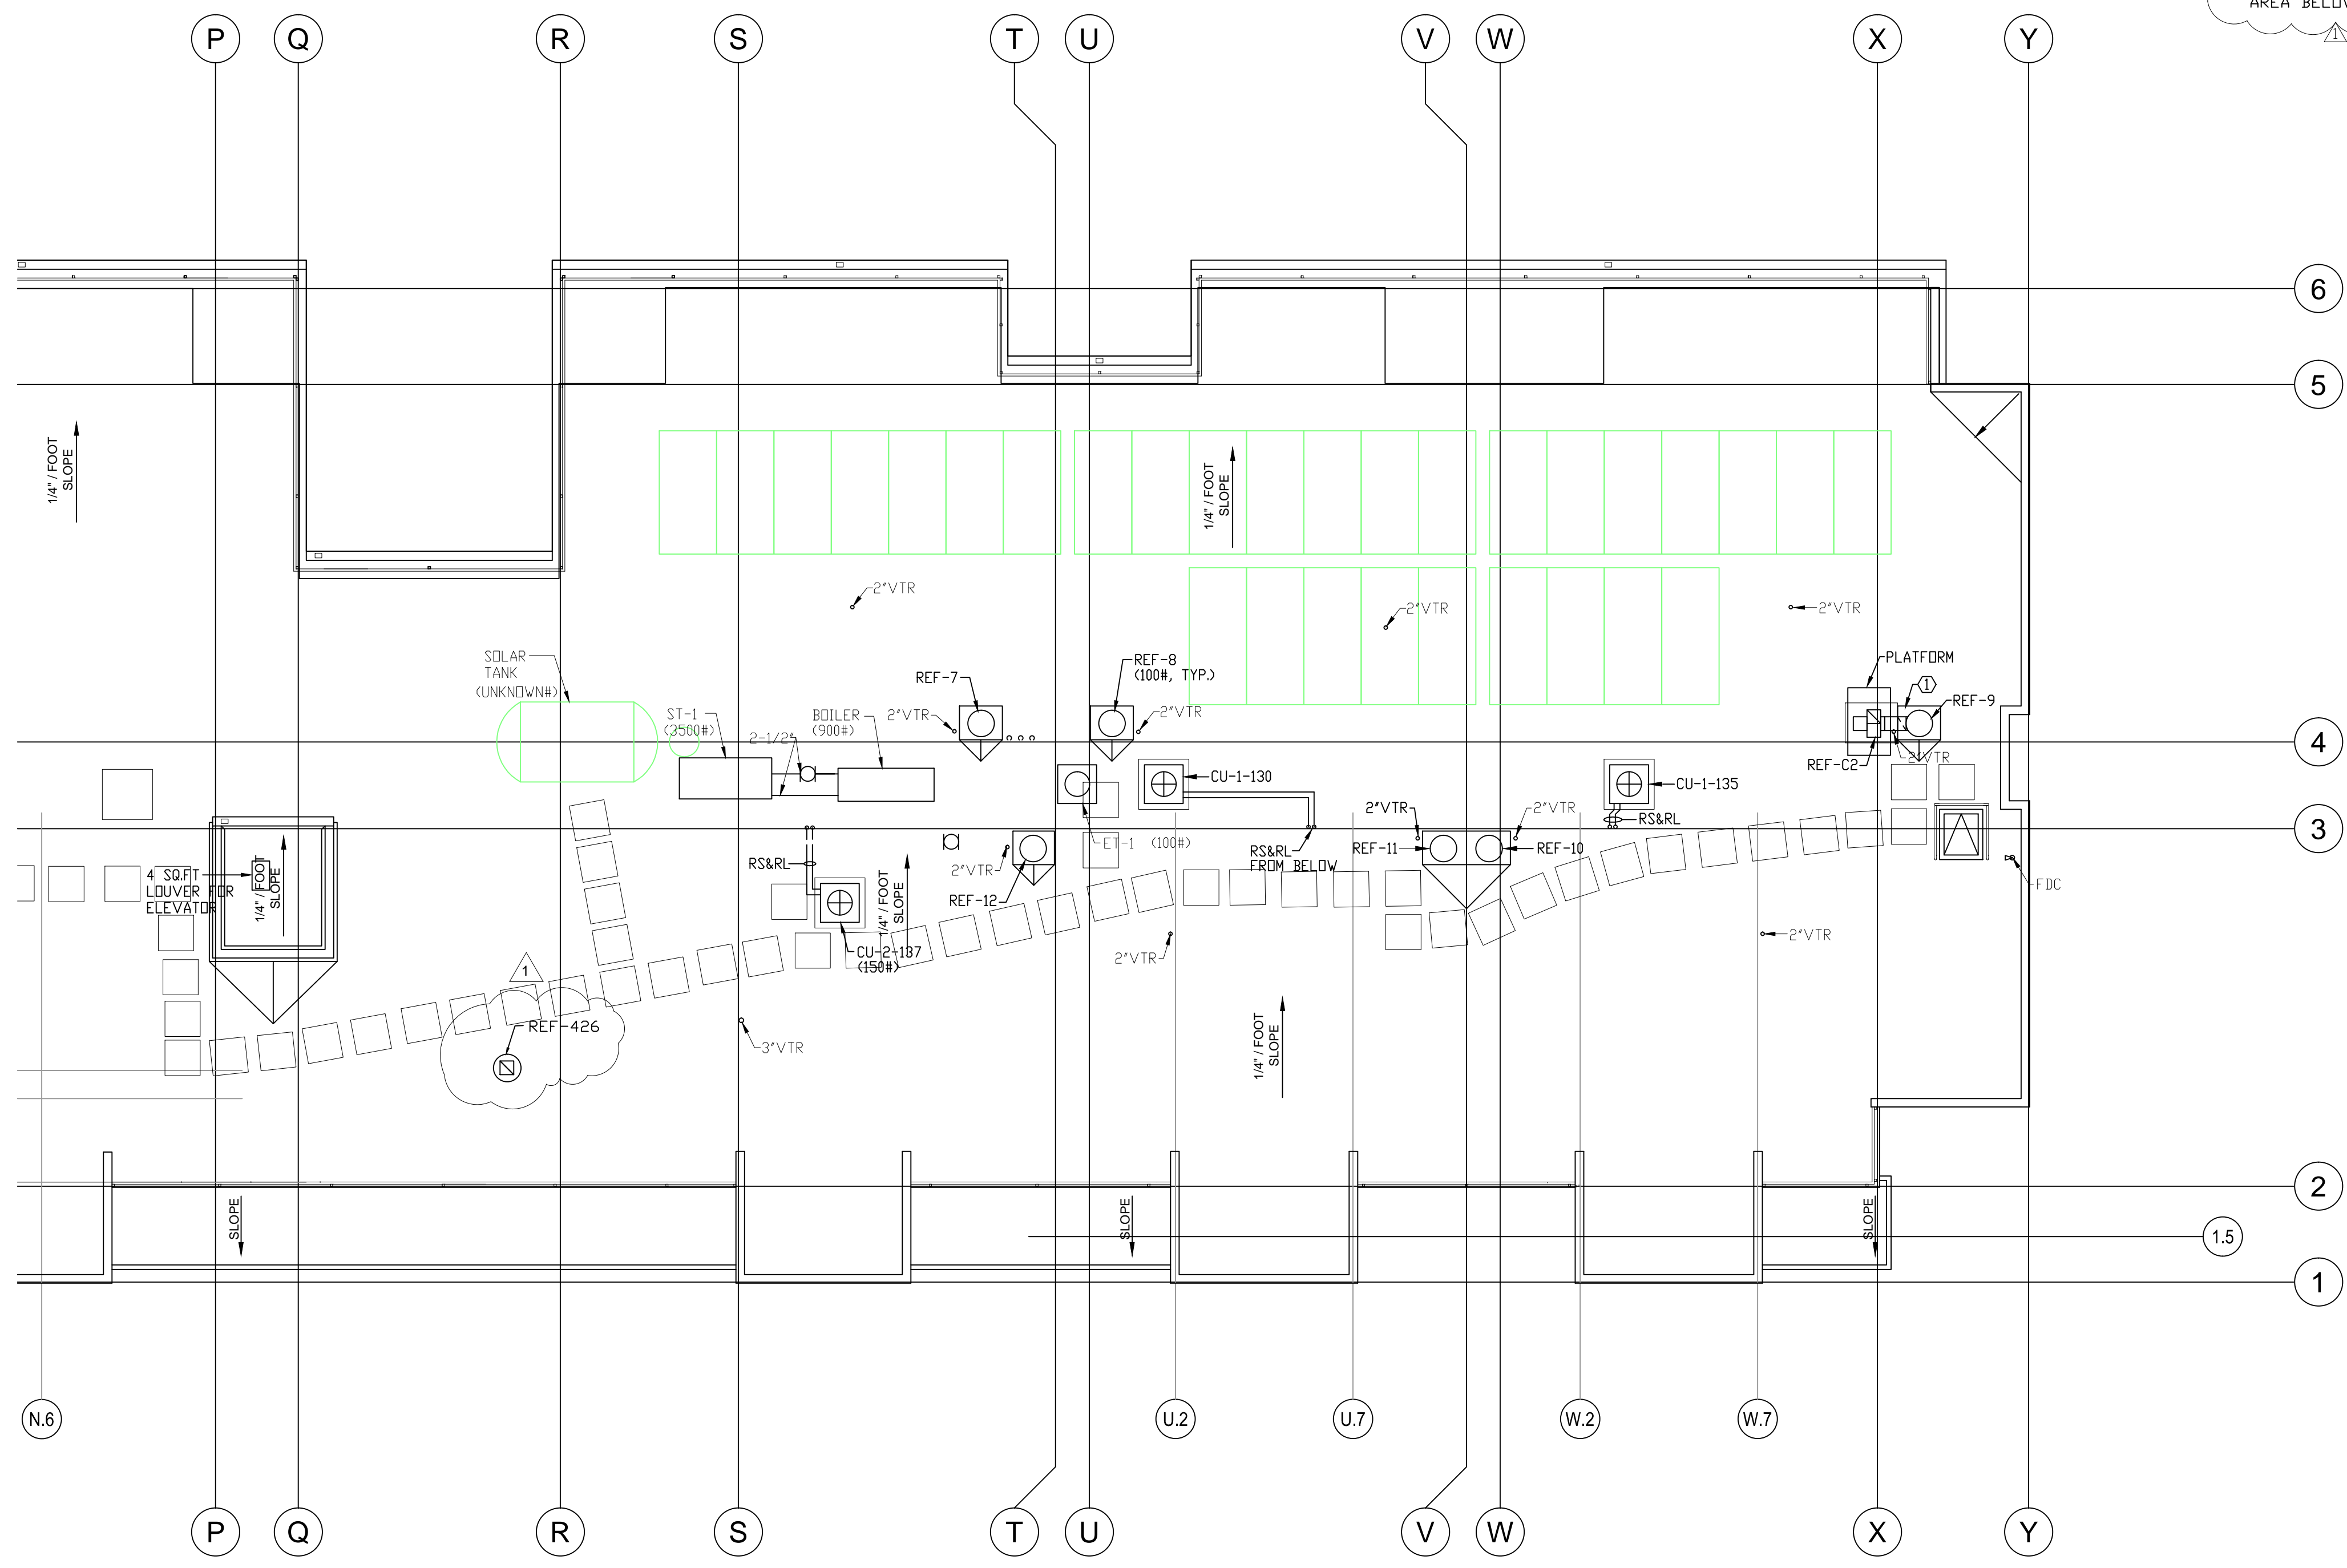 AREA BELOW
1
P
Q
R
S
T
U
V
W
X
Y
6
5
1/4" / FOOT
SLOPE
1/4" / FOOT
SLOPE
2"VTR
2"VTR
2"VTR
SOLAR
TANK
(UNKNOWN#)
REF-7
REF-8
(100#, TYP.)
PLATFORM
1
REF-9
ST-1
(3500#)
BOILER
(900#)
2-1/2"
2"VTR
2"VTR
4
2"VTR
REF-C2
CU-1-130
CU-1-135
2"VTR
2"VTR
RS&RL
3
ET-1 (100#)
RS&RL
FROM BELOW
REF-11
REF-10
RS&RL
2"VTR
REF-12
4 SQ.FT
LOUVER FOR
ELEVATOR
1/4" / FOOT
SLOPE
1/4" / FOOT
SLOPE
FDC
CU-2-137
(150#)
2"VTR
2"VTR
1
REF-426
3"VTR
1/4" / FOOT
SLOPE
2
SLOPE
SLOPE
SLOPE
1.5
1
N.6
U.2
U.7
W.2
W.7
P
Q
R
S
T
U
V
W
X
Y